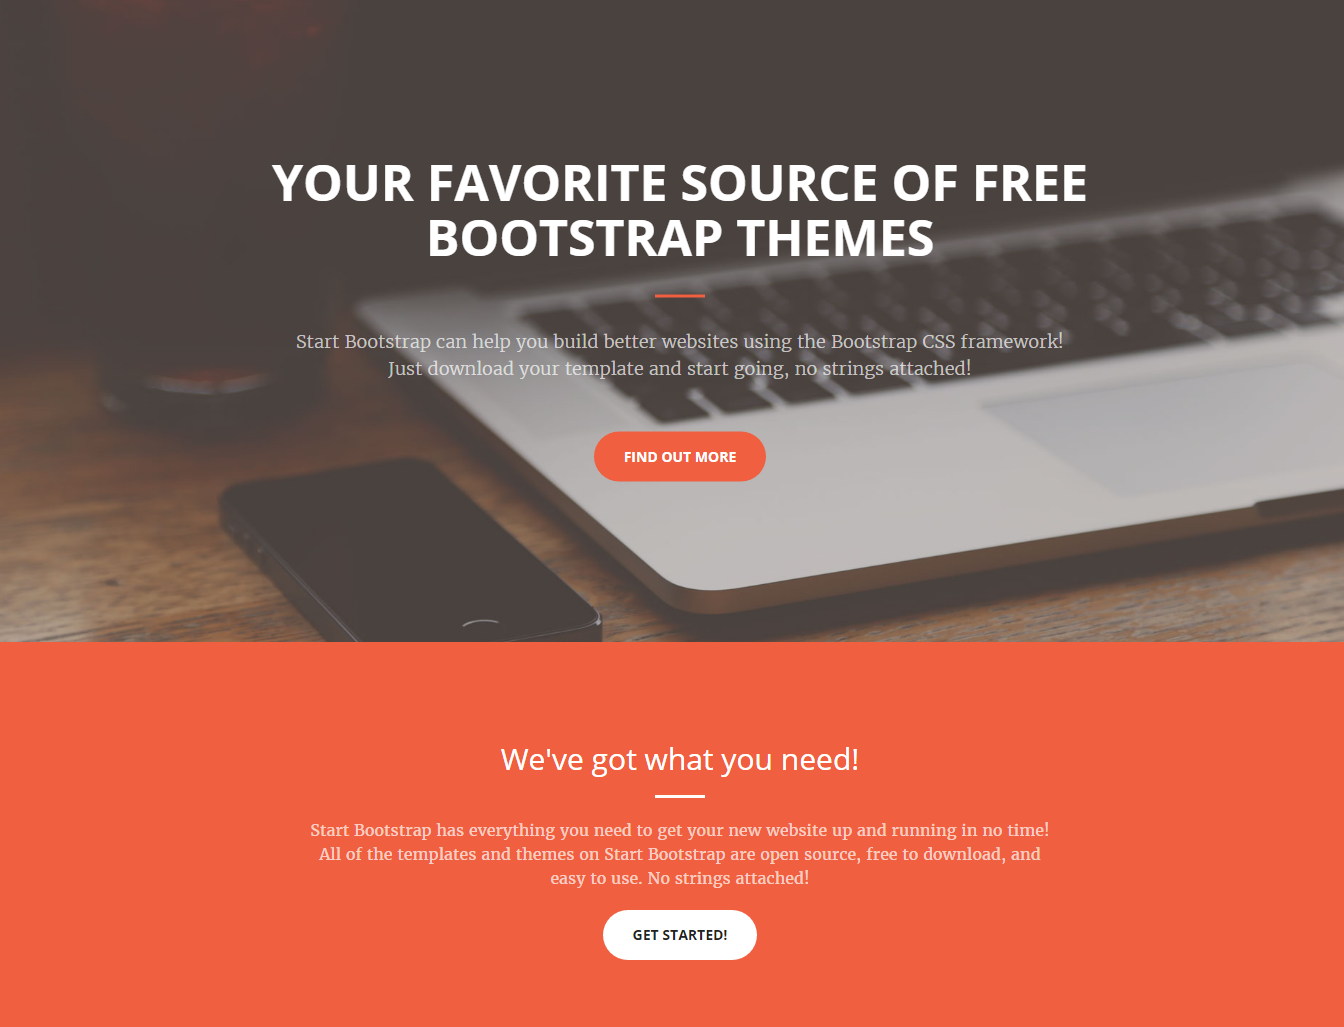 YOUR FAVORITE SOURCE OF FREE
BOOTSTRAP THEMES
Start Bootstrap can help you build better websites using the Bootstrap CSS framework!
Just download your template and start going, no strings attached!
FIND OUT MORE
We've got what you need!
Start Bootstrap has everything you need to get your new website up and running in no time!
All of the templates and themes on Start Bootstrap are open source, free to download, and
easy to use. No strings attached!
GET STARTED!